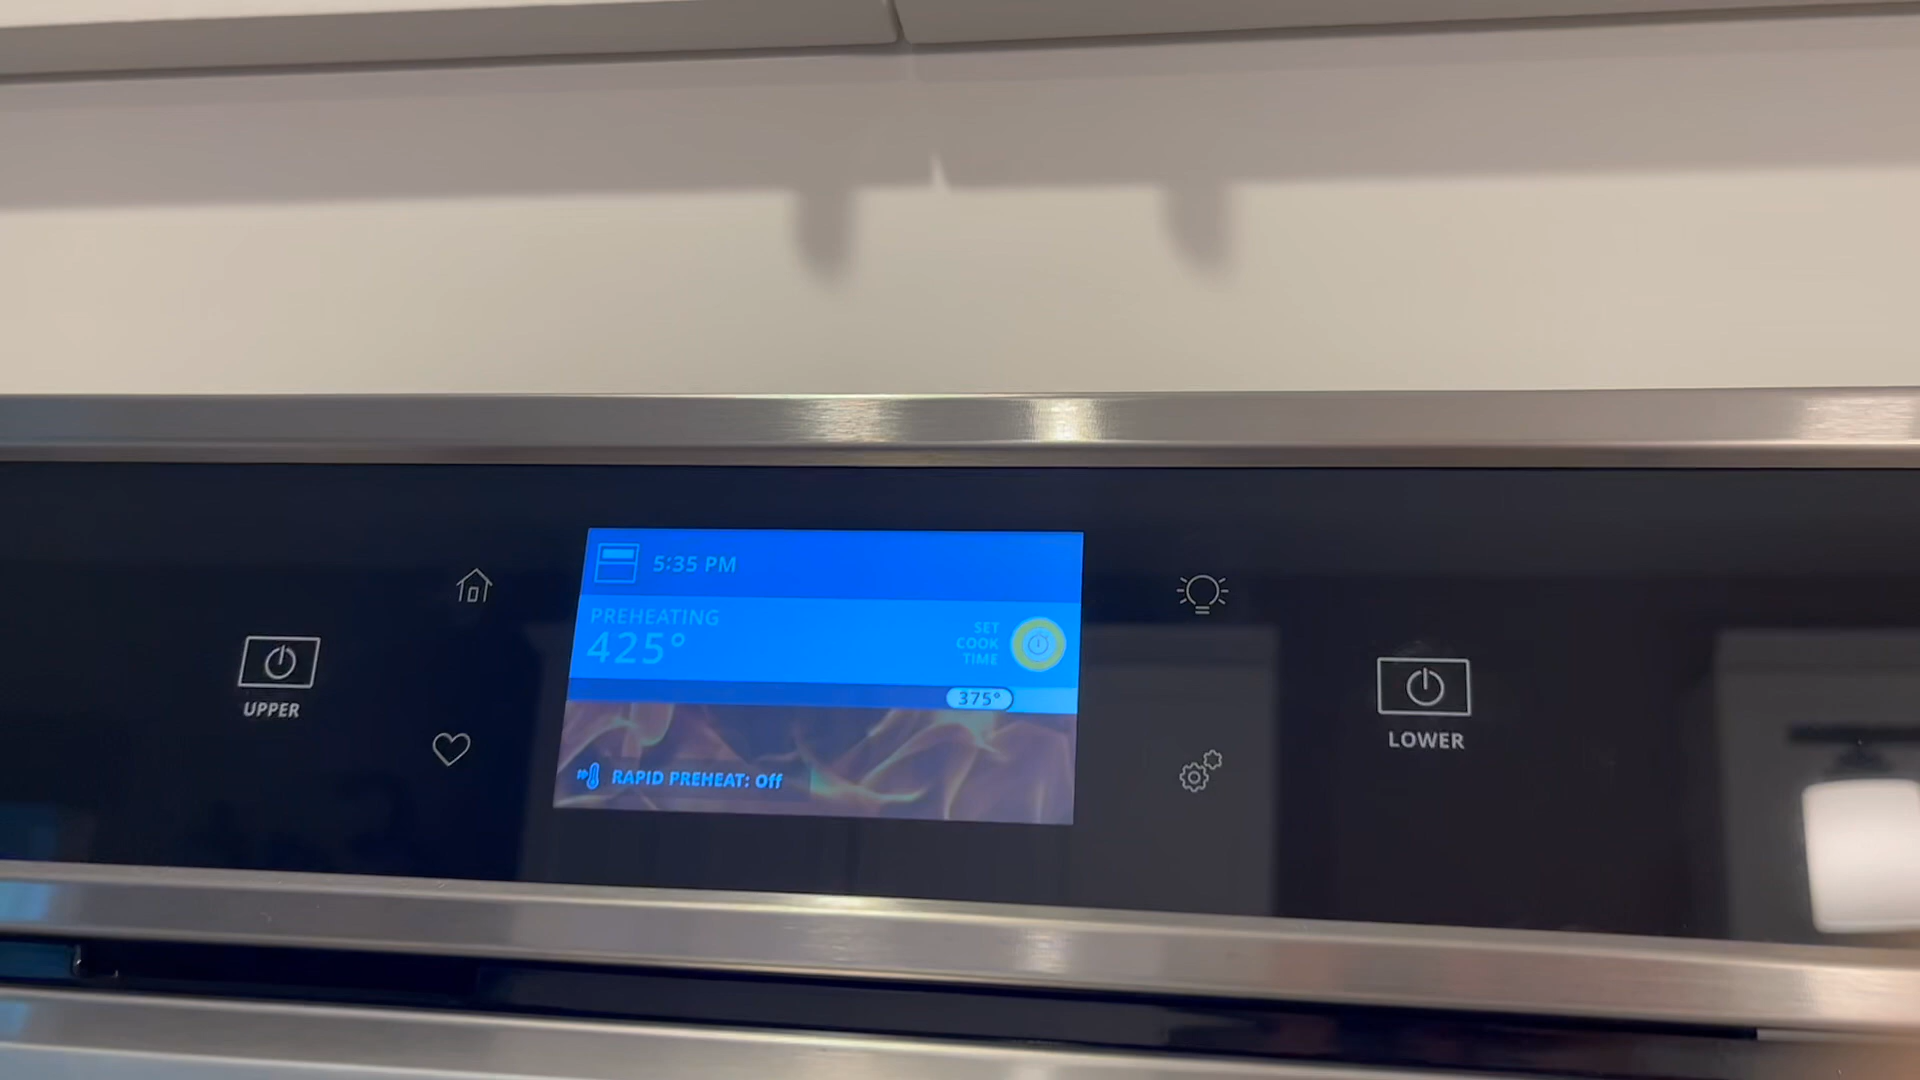 5:35 PM
PREHEATING
425°
SET
COOK
TIME
375°
RAPID PREHEAT: Off
UPPER
LOWER